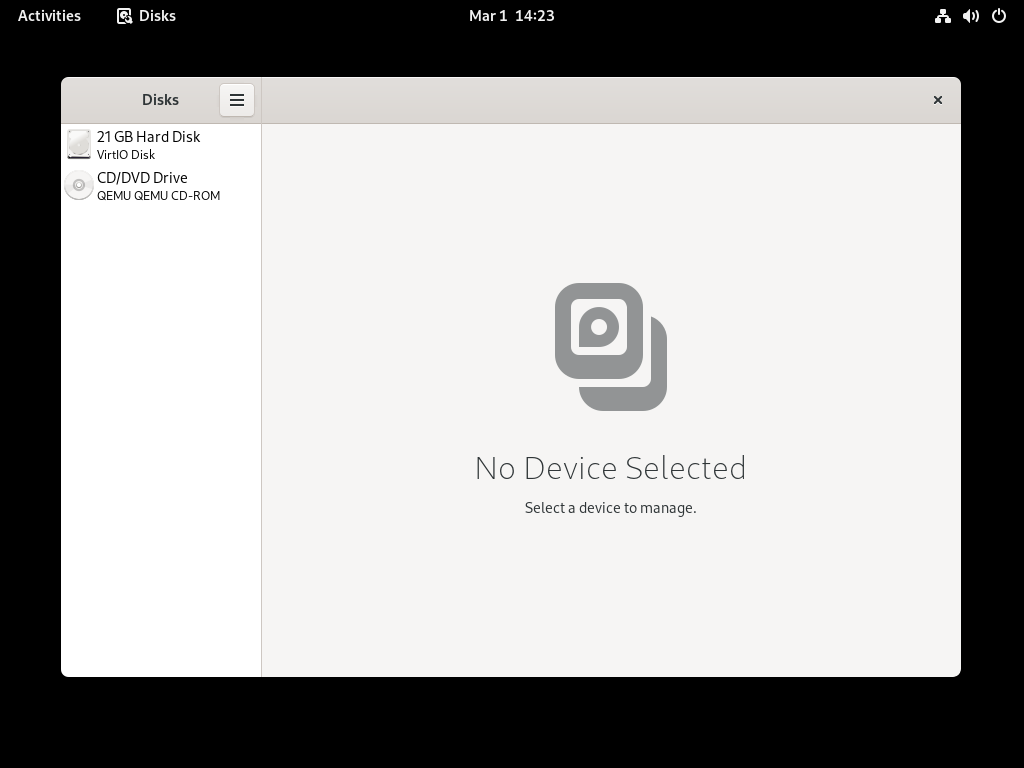 Activities
Disks
Mar 1 14:23
Disks
21 GB Hard Disk
VirtIO Disk
CD/DVD Drive
QEMU QEMU CD-ROM
No Device Selected
Select a device to manage.